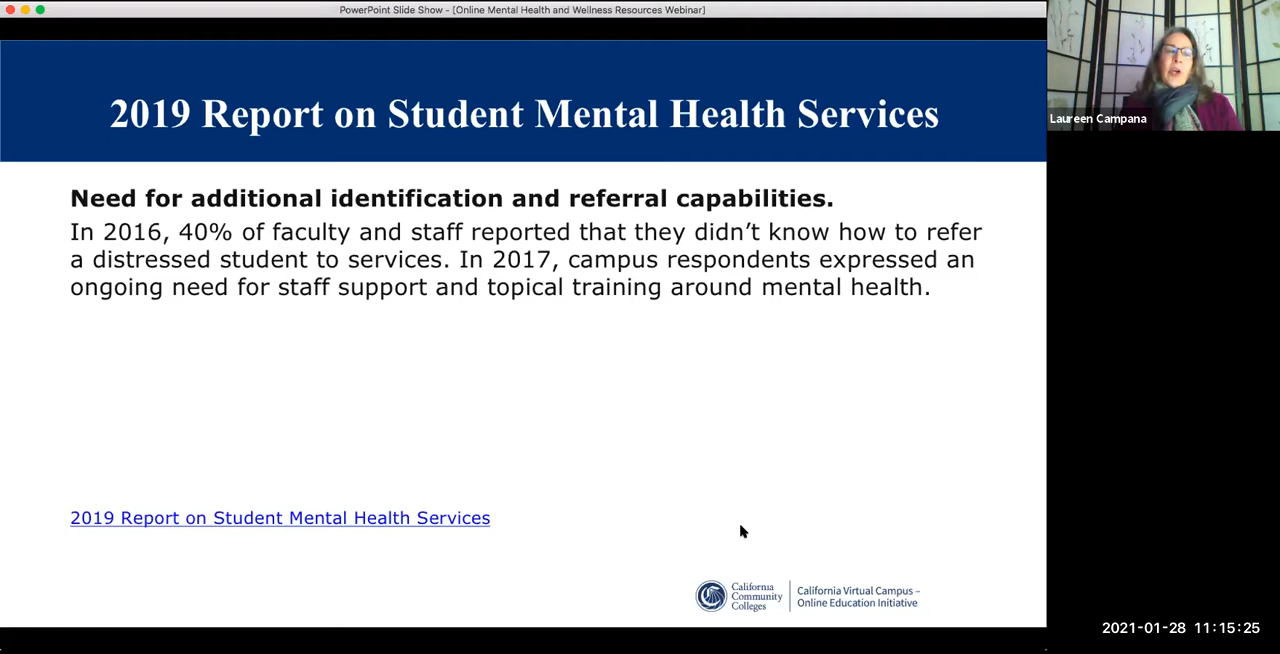 PowerPoint Slide Show - [Online Mental Health and Wellness Resources Webinar]
2019 Report on Student Mental Health Services
Laureen Campana
Need for additional identification and referral capabilities.
In 2016, 40% of faculty and staff reported that they didn’t know how to refer
a distressed student to services. In 2017, campus respondents expressed an
ongoing need for staff support and topical training around mental health.
2019 Report on Student Mental Health Services
California
Community
Colleges
California Virtual Campus –
Online Education Initiative
2021-01-28 11:15:25